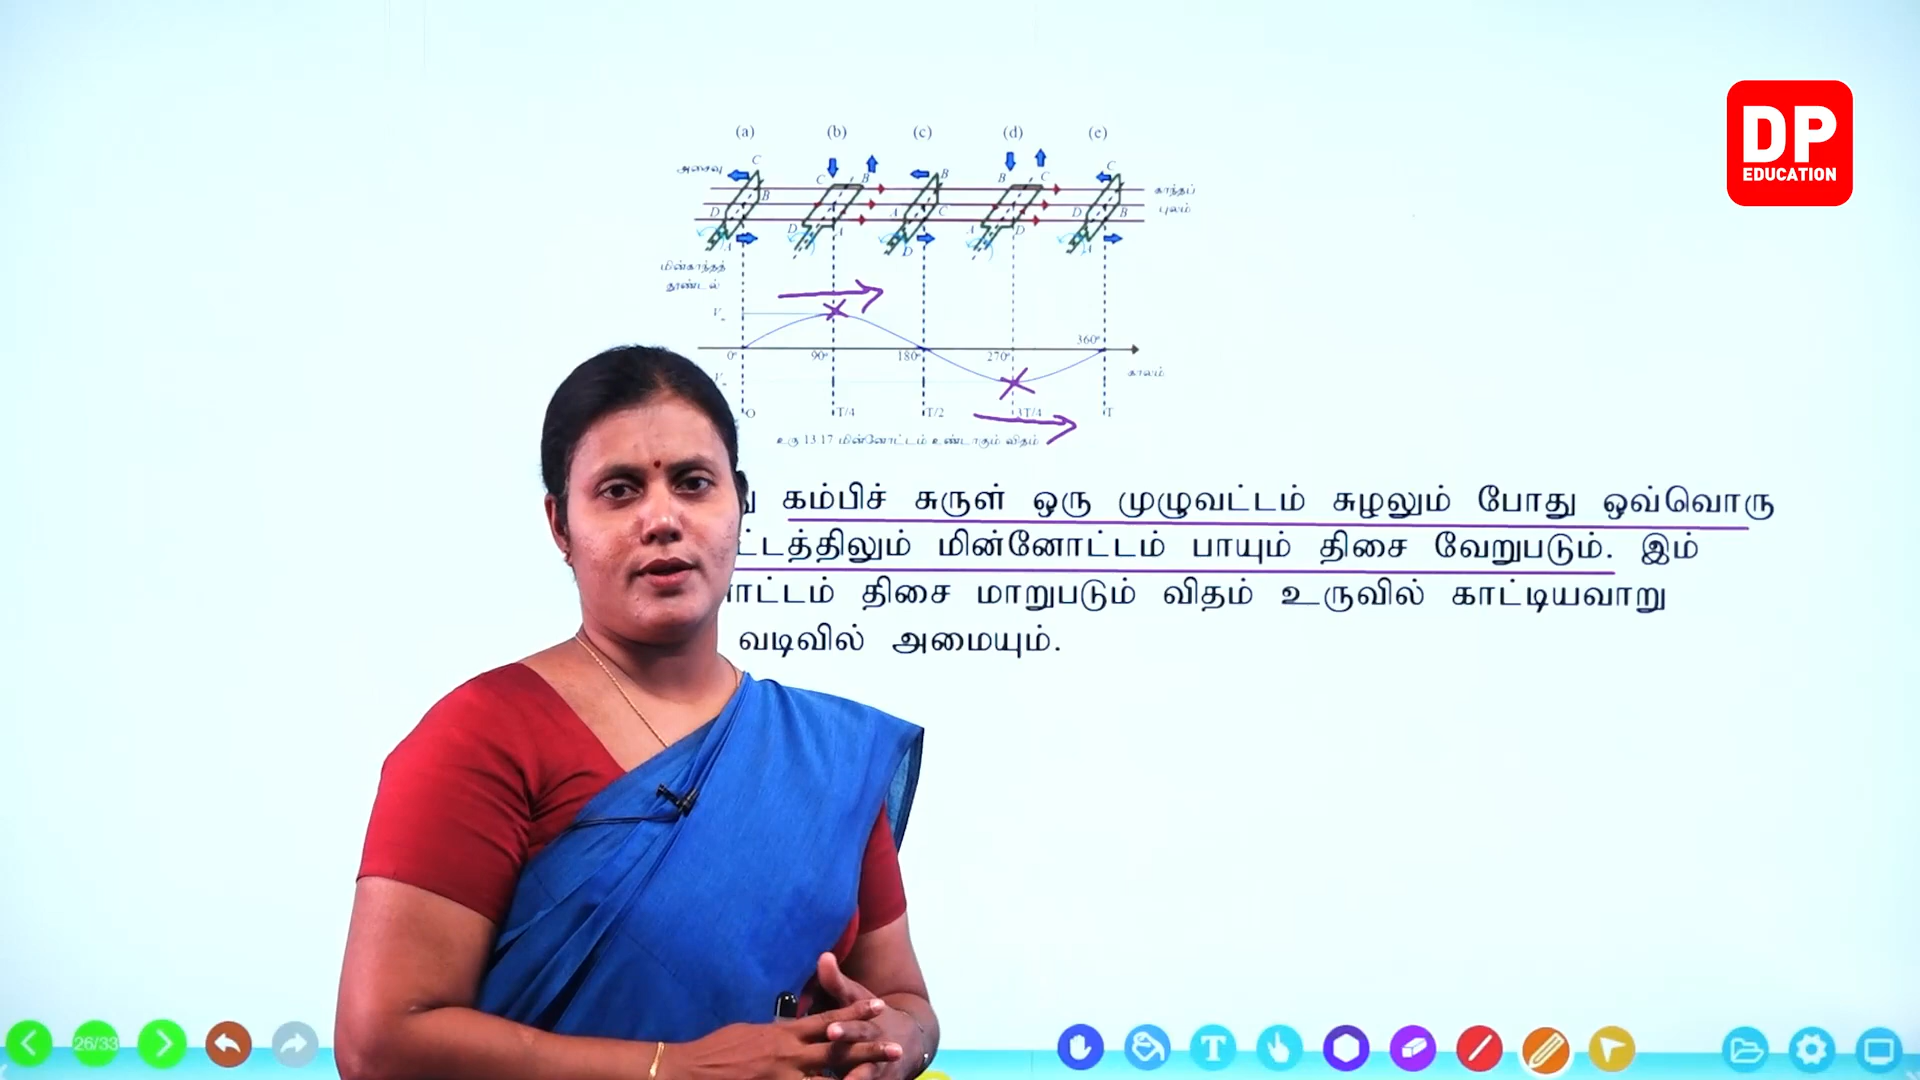 DP
EDUCATION
(a) (b) (c) (d) (e)
அசைவு
C
C B B B C C
காந்தப்
புலம்
D B A C D B
A D A D A
D
மின்காந்தத்
தூண்டல்
360°
0° 90° 180° 270°
காலம்
O T/4 T/2 3T/4 T
உரு 13.17 மின்னோட்டம் உண்டாகும் விதம்
கம்பிச் சுருள் ஒரு முழுவட்டம் சுழலும் போது ஒவ்வொரு
மின்னோட்டம் பாயும் திசை வேறுபடும். இம்
திசை மாறுபடும் விதம் உருவில் காட்டியவாறு
வடிவில் அமையும்.
26/33
T